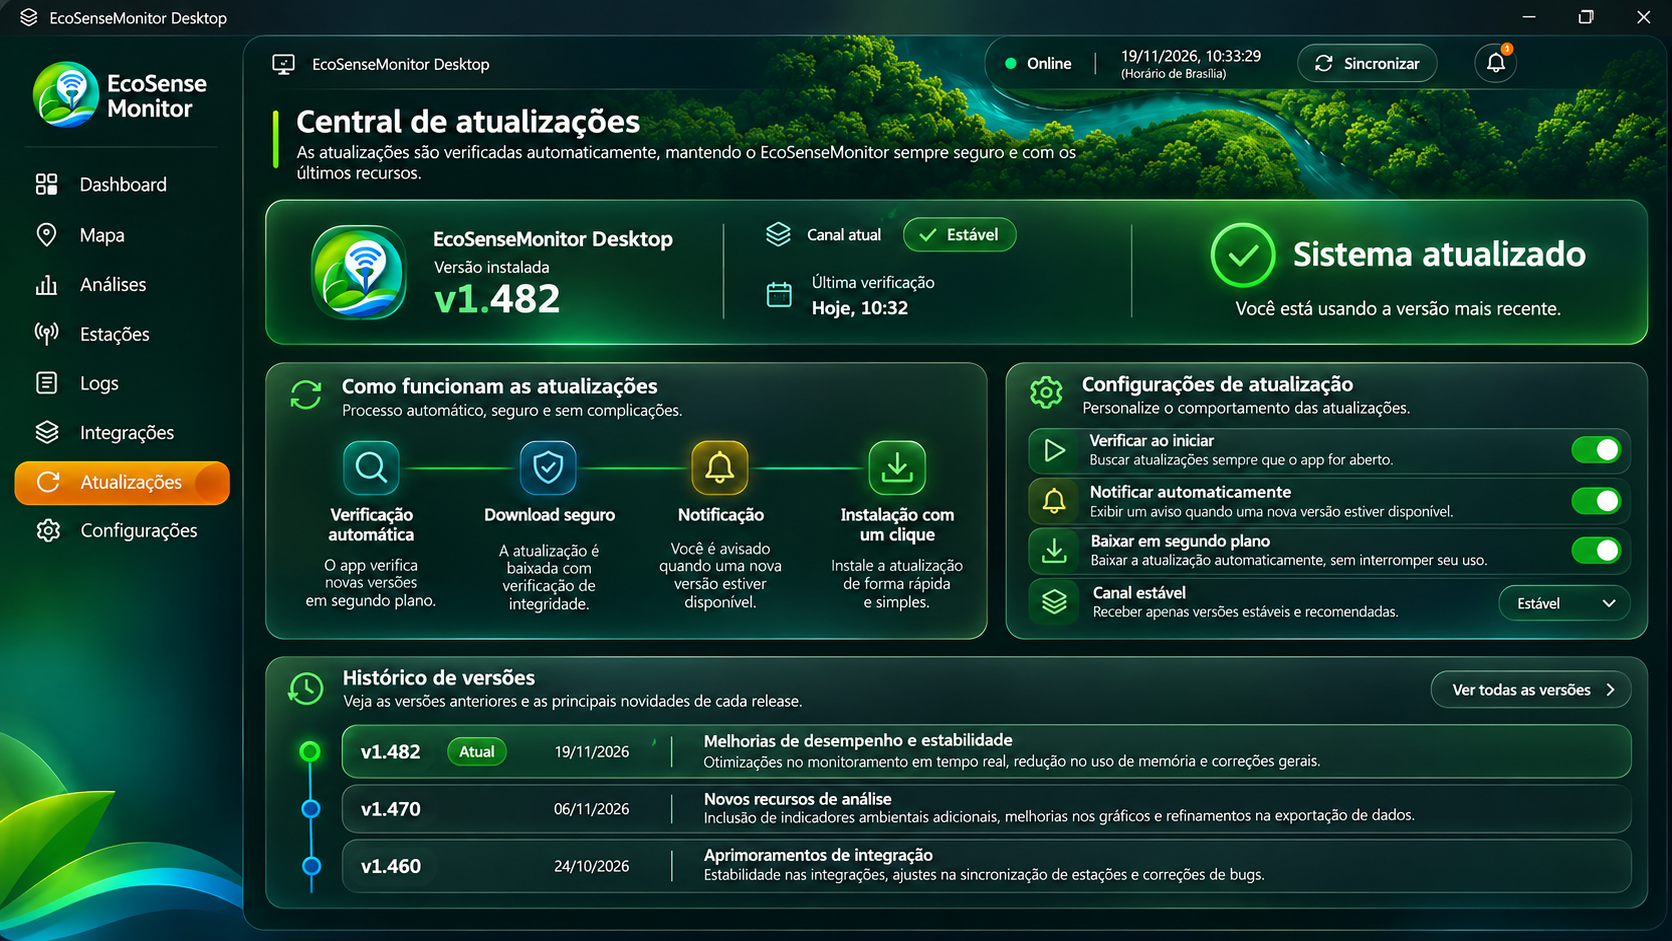 EcoSenseMonitor Desktop
EcoSense
Monitor
Dashboard
Mapa
Análises
Estações
Logs
Integrações
Atualizações
Configurações
EcoSenseMonitor Desktop
Online
19/11/2026, 10:33:29
(Horário de Brasília)
Sincronizar
1
Central de atualizações
As atualizações são verificadas automaticamente, mantendo o EcoSenseMonitor sempre seguro e com os
últimos recursos.
EcoSenseMonitor Desktop
Versão instalada
v1.482
Canal atual
Estável
Última verificação
Hoje, 10:32
Sistema atualizado
Você está usando a versão mais recente.
Como funcionam as atualizações
Processo automático, seguro e sem complicações.
Verificação
automática
O app verifica
novas versões
em segundo plano.
Download seguro
A atualização é
baixada com
verificação de
integridade.
Notificação
Você é avisado
quando uma nova
versão estiver
disponível.
Instalação com
um clique
Instale a atualização
de forma rápida
e simples.
Configurações de atualização
Personalize o comportamento das atualizações.
Verificar ao iniciar
Buscar atualizações sempre que o app for aberto.
Notificar automaticamente
Exibir um aviso quando uma nova versão estiver disponível.
Baixar em segundo plano
Baixar a atualização automaticamente, sem interromper seu uso.
Canal estável
Receber apenas versões estáveis e recomendadas.
Estável
Histórico de versões
Veja as versões anteriores e as principais novidades de cada release.
Ver todas as versões
v1.482
Atual
19/11/2026
Melhorias de desempenho e estabilidade
Otimizações no monitoramento em tempo real, redução no uso de memória e correções gerais.
v1.470
06/11/2026
Novos recursos de análise
Inclusão de indicadores ambientais adicionais, melhorias nos gráficos e refinamentos na exportação de dados.
v1.460
24/10/2026
Aprimoramentos de integração
Estabilidade nas integrações, ajustes na sincronização de estações e correções de bugs.